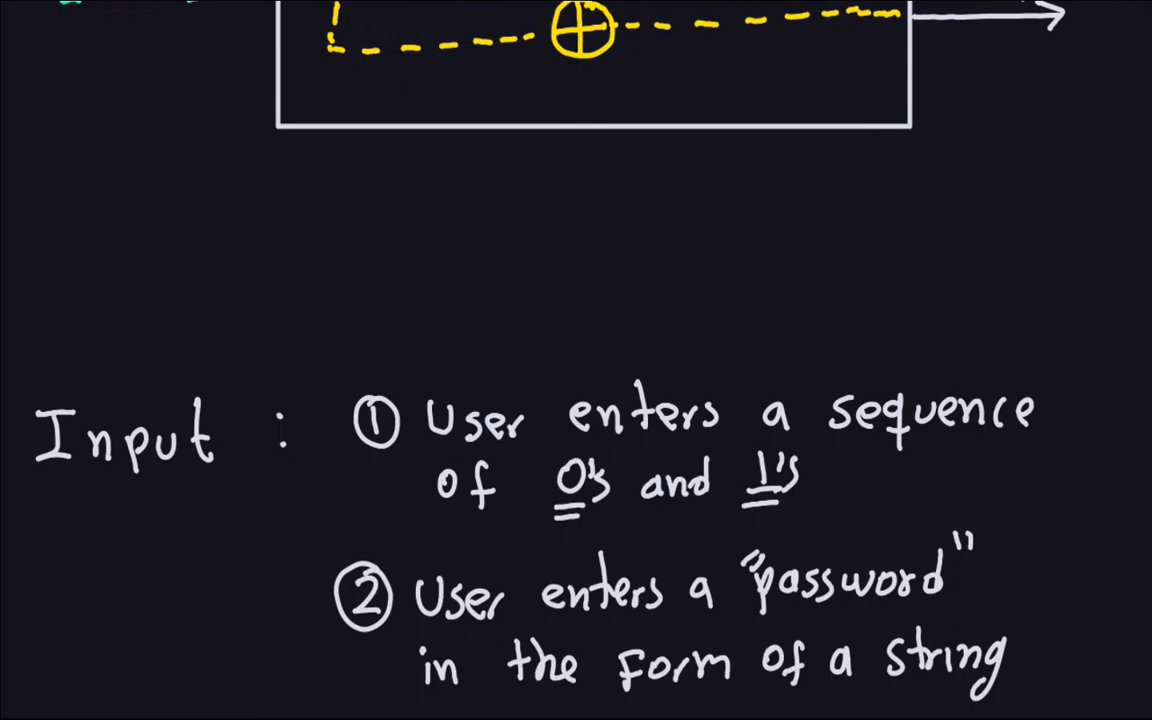 Input : ① User enters a sequence
of 0's and 1's
② User enters a "password"
in the form of a string